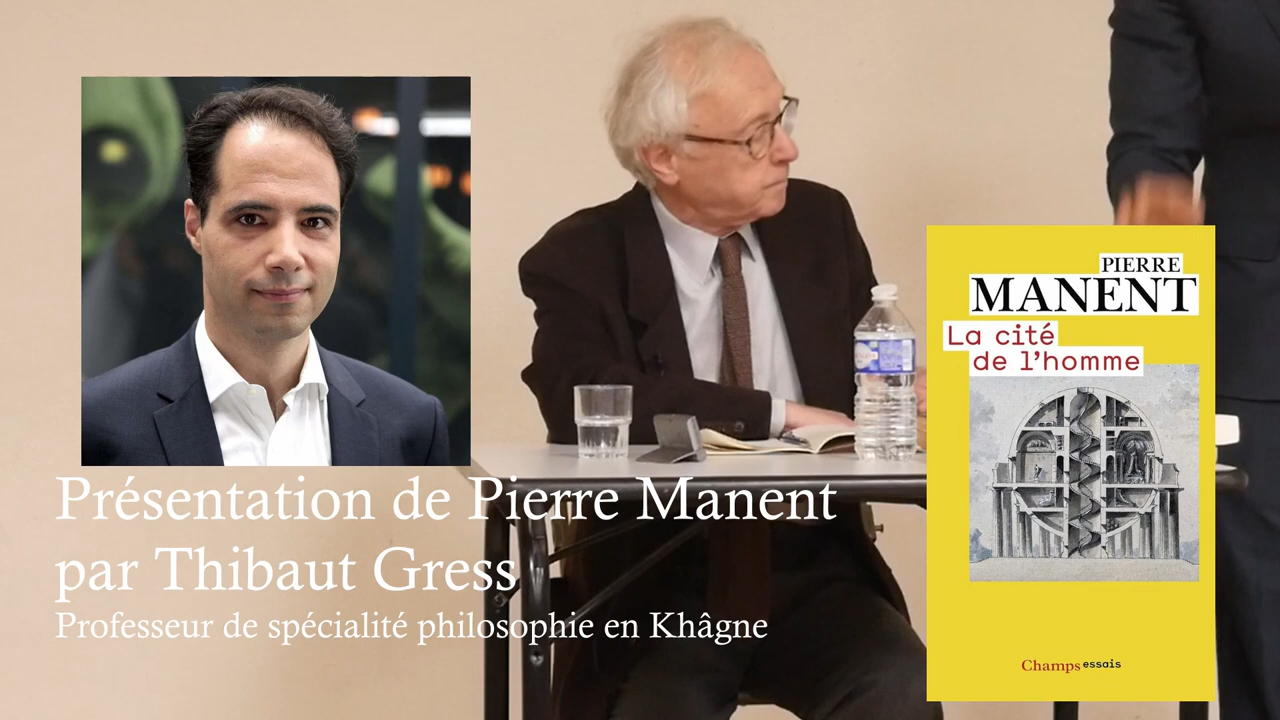 Présentation de Pierre Manent
par Thibaut Gress
Professeur de spécialité philosophie en Khâgne
PIERRE
MANENT
La cité
de l'homme
Champs essais